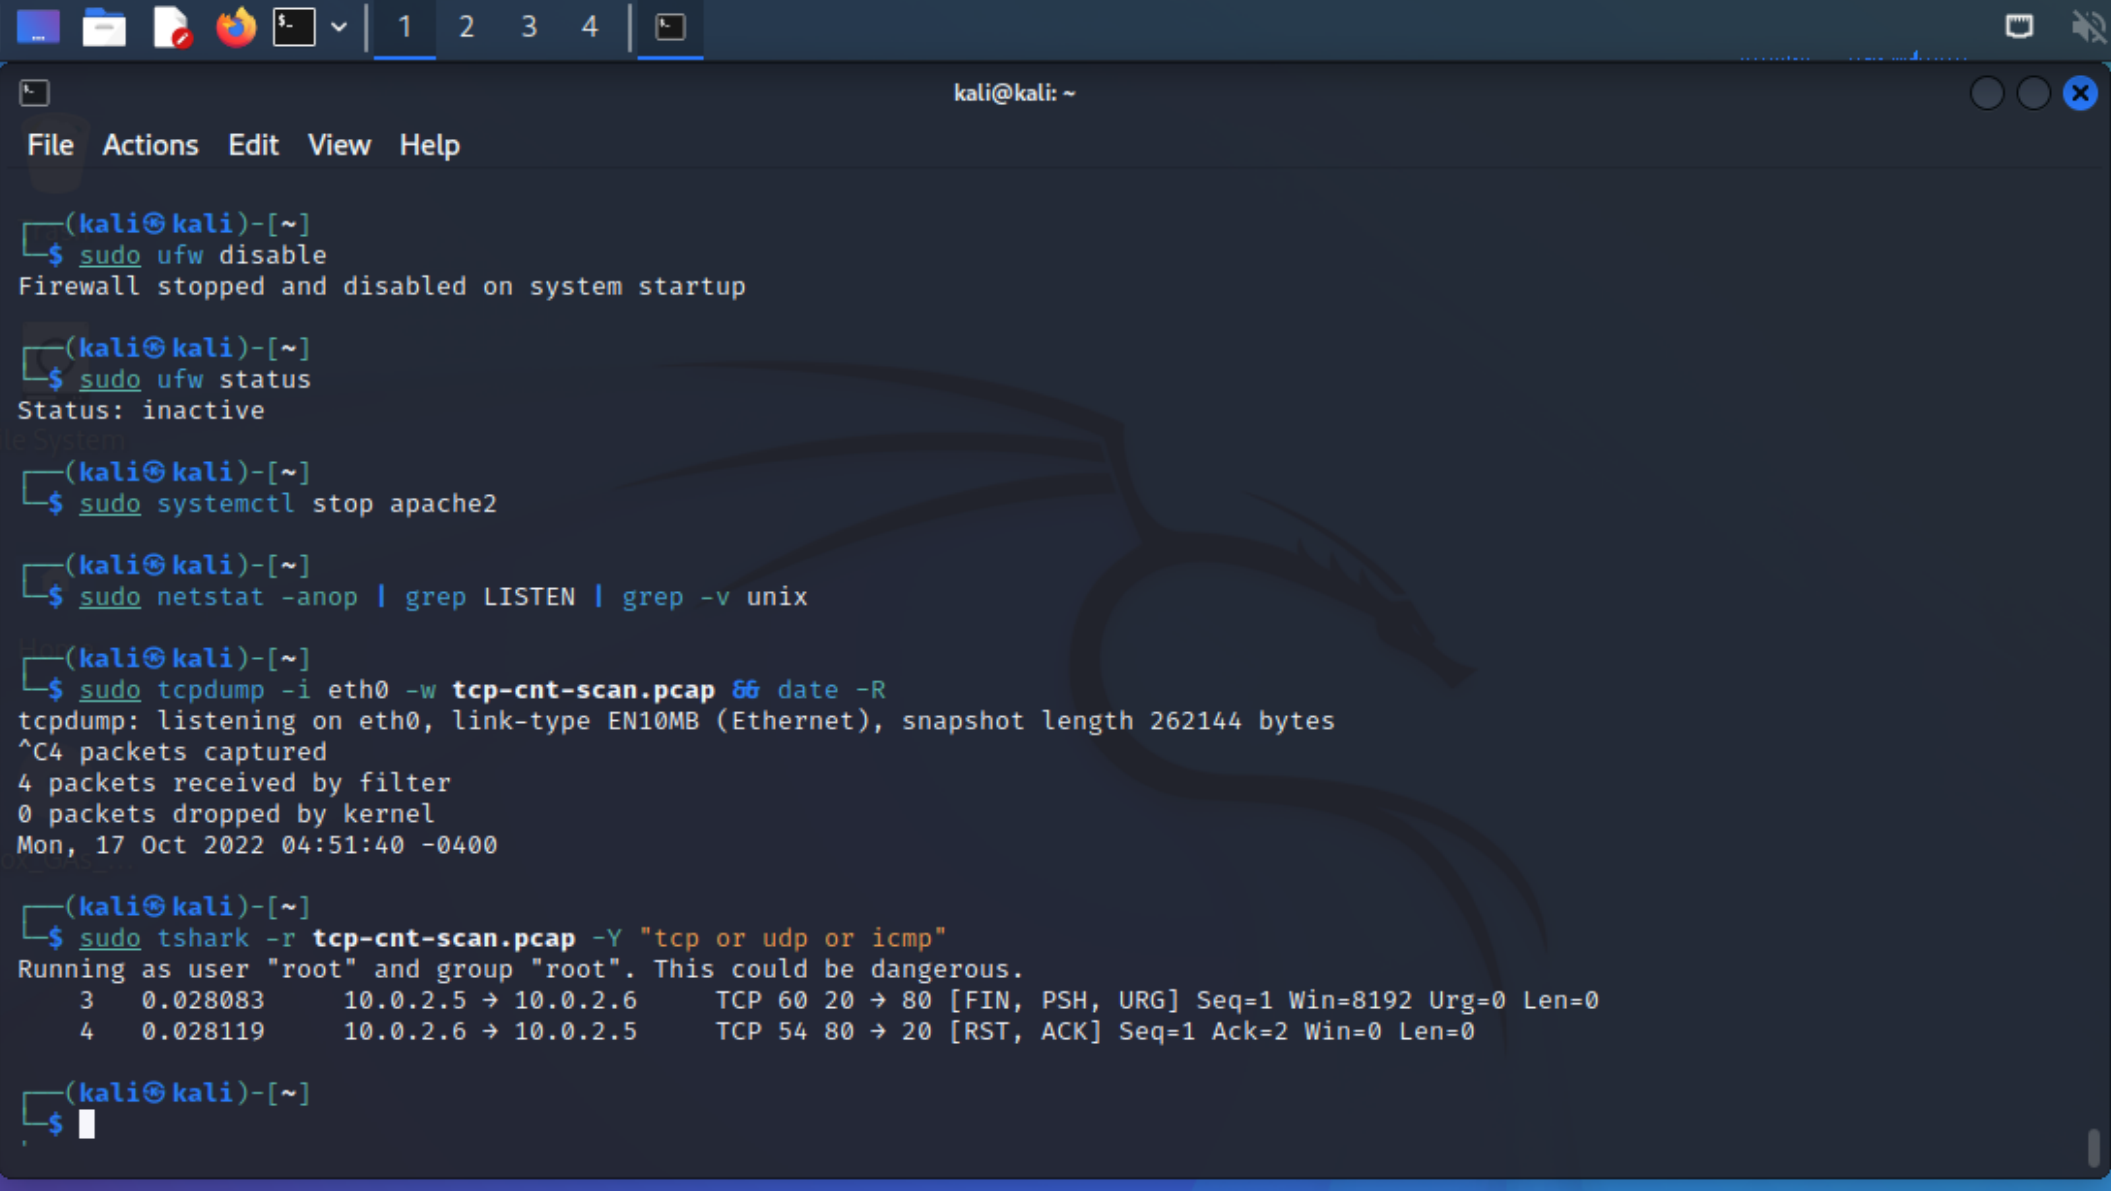 1 2 3 4
kali@kali: ~
File Actions Edit View Help
┌──(kali㉿kali)-[~]
└─$ sudo ufw disable
Firewall stopped and disabled on system startup
┌──(kali㉿kali)-[~]
└─$ sudo ufw status
Status: inactive
┌──(kali㉿kali)-[~]
└─$ sudo systemctl stop apache2
┌──(kali㉿kali)-[~]
└─$ sudo netstat -anop | grep LISTEN | grep -v unix
┌──(kali㉿kali)-[~]
└─$ sudo tcpdump -i eth0 -w tcp-cnt-scan.pcap && date -R
tcpdump: listening on eth0, link-type EN10MB (Ethernet), snapshot length 262144 bytes
^C4 packets captured
4 packets received by filter
0 packets dropped by kernel
Mon, 17 Oct 2022 04:51:40 -0400
┌──(kali㉿kali)-[~]
└─$ sudo tshark -r tcp-cnt-scan.pcap -Y "tcp or udp or icmp"
Running as user "root" and group "root". This could be dangerous.
3 0.028083 10.0.2.5 → 10.0.2.6 TCP 60 20 → 80 [FIN, PSH, URG] Seq=1 Win=8192 Urg=0 Len=0
4 0.028119 10.0.2.6 → 10.0.2.5 TCP 54 80 → 20 [RST, ACK] Seq=1 Ack=2 Win=0 Len=0
┌──(kali㉿kali)-[~]
└─$